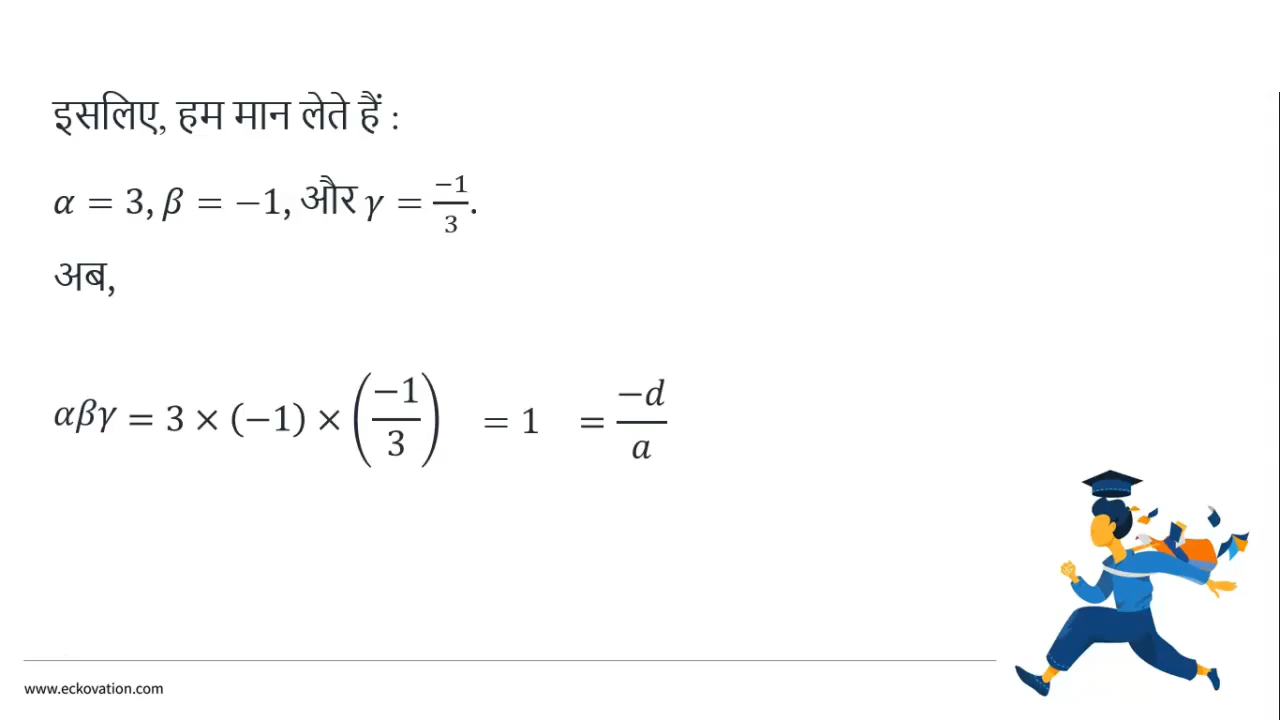 इसलिए, हम मान लेते हैं :
α = 3, β = −1, और γ = −1/3.
अब,
αβγ = 3 × (−1) × (−1/3) = 1 = −d/a
www.eckovation.com